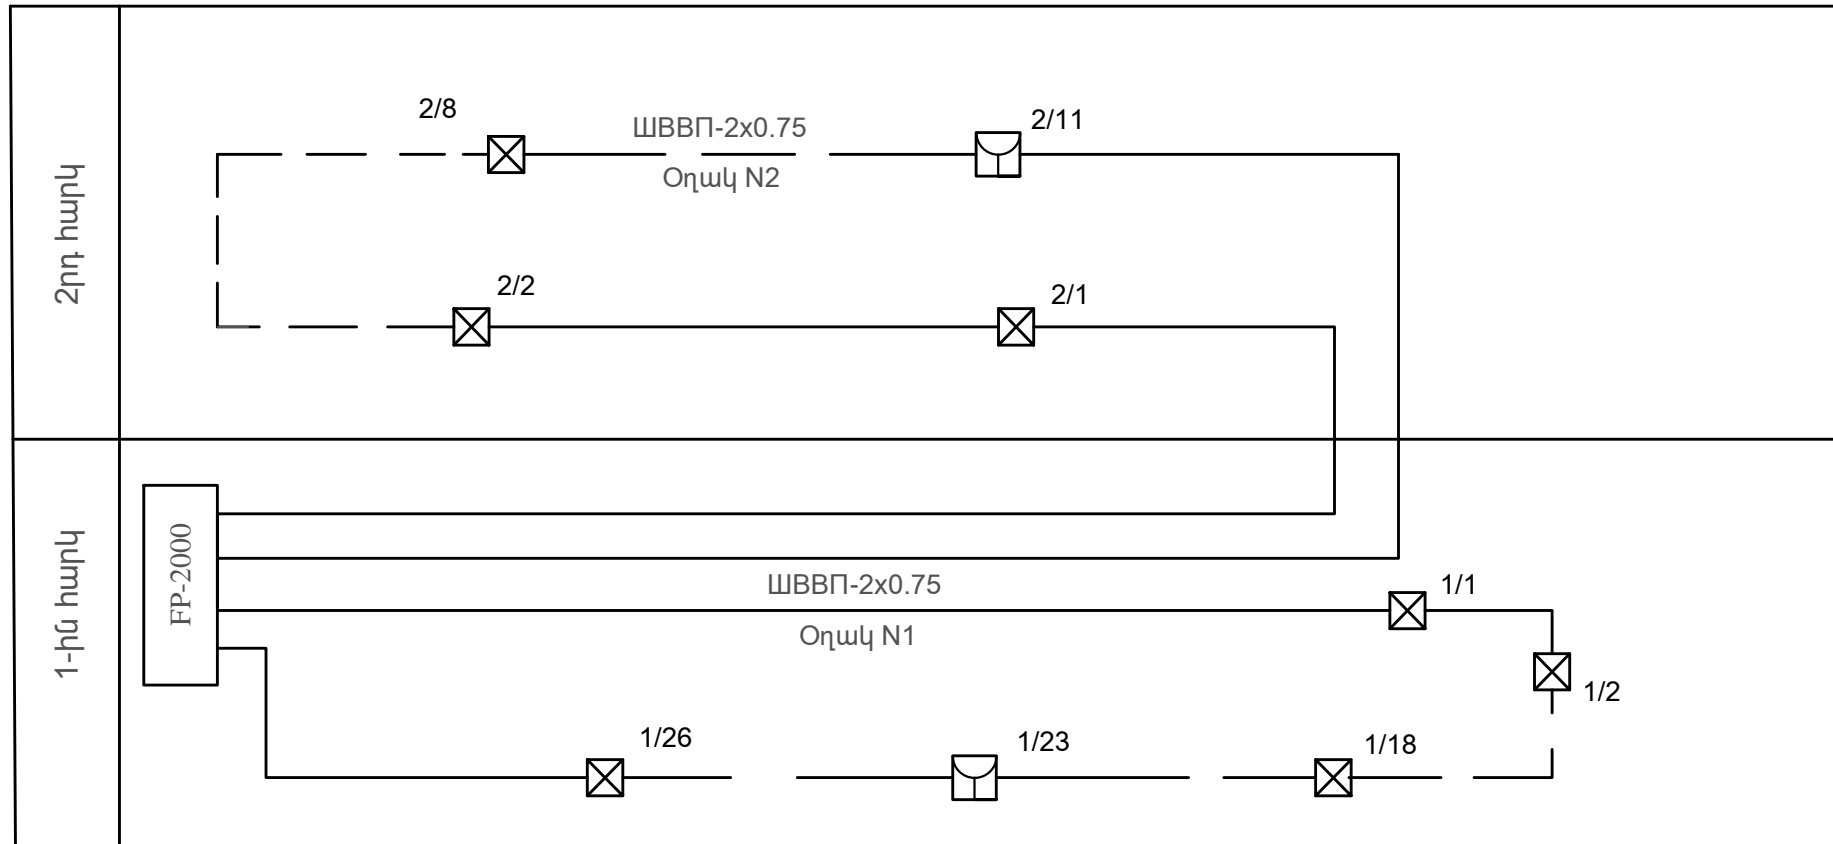 2րդ հարկ
2/8
ШВВП-2x0.75
2/11
Օղակ N2
2/2
2/1
1-ին հարկ
FP-2000
ШВВП-2x0.75
1/1
Օղակ N1
1/2
1/26
1/23
1/18